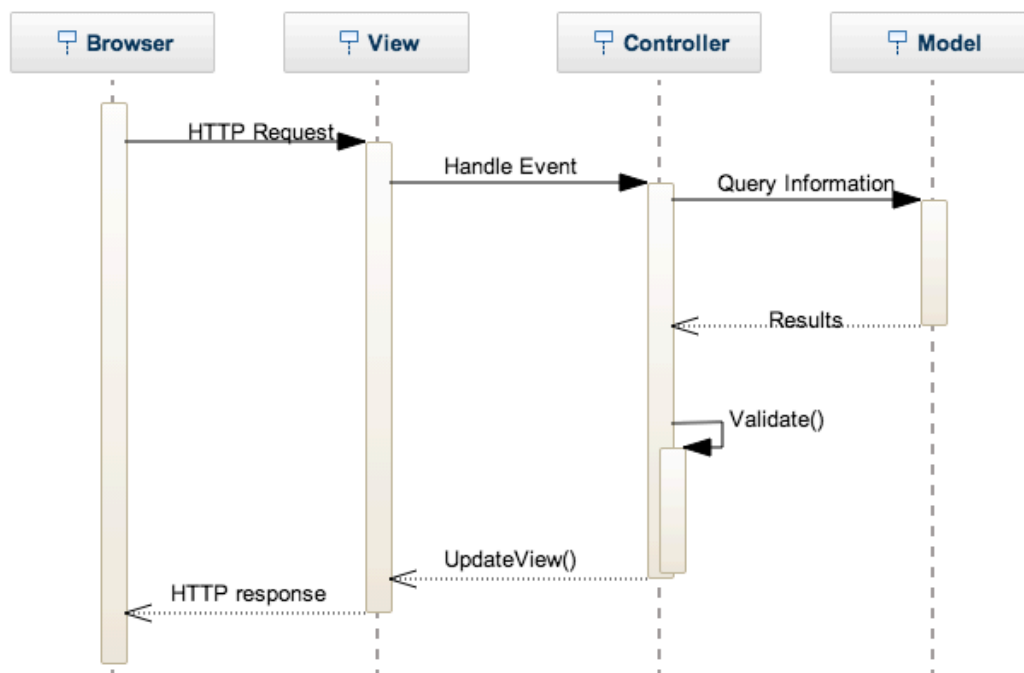 Browser
View
Controller
Model
HTTP Request
Handle Event
Query Information
Results
Validate()
UpdateView()
HTTP response